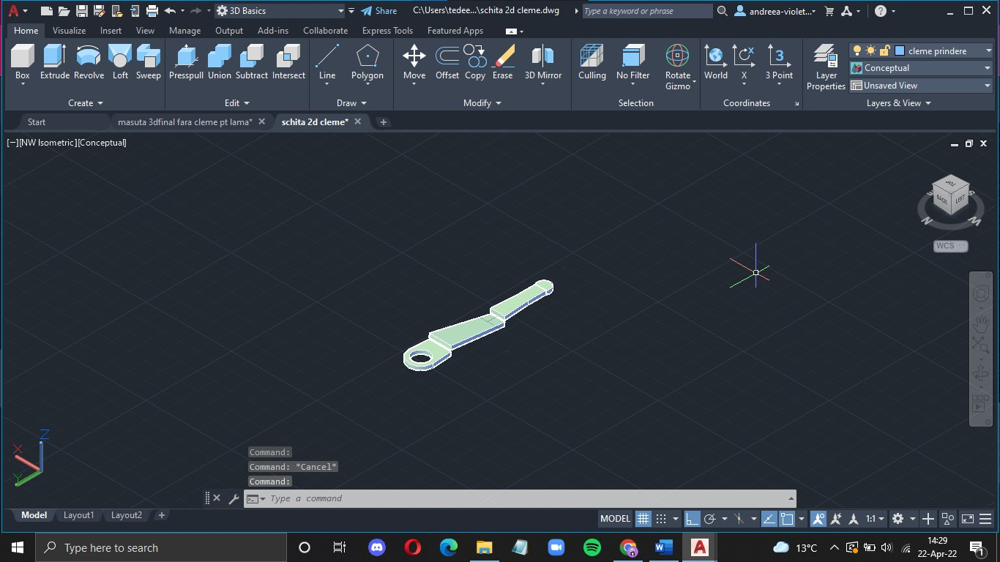 A 3D Basics Share C:\Users\tedee...\schita 2d cleme.dwg Type a keyword or phrase andreea-violet... ?
Home Visualize Insert View Manage Output Add-ins Collaborate Express Tools Featured Apps
Box Extrude Revolve Loft Sweep Presspull Union Subtract Intersect Line Polygon Move Offset Copy Erase 3D Mirror Culling No Filter Rotate Gizmo World X 3 Point Layer Properties
cleme prindere
Conceptual
Unsaved View
Create Edit Draw Modify Selection Coordinates Layers & View
Start masuta 3dfinal fara cleme pt lama* schita 2d cleme* +
[−][NW Isometric][Conceptual]
TOP
BACK LEFT
N
WCS
Z
X
Y
Command:
Command: *Cancel*
Command:
Type a command
Model Layout1 Layout2 + MODEL 1:1
Type here to search 13°C 14:29
22-Apr-22 1